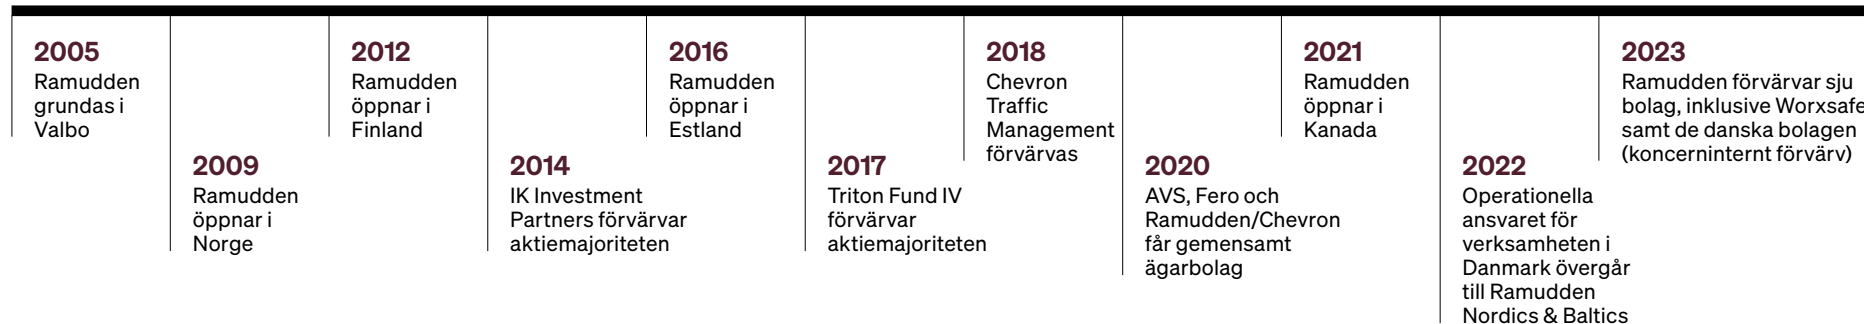 2005
Ramudden
grundas i
Valbo
2009
Ramudden
öppnar i
Norge
2012
Ramudden
öppnar i
Finland
2014
IK Investment
Partners förvärvar
aktiemajoriteten
2016
Ramudden
öppnar i
Estland
2017
Triton Fund IV
förvärvar
aktiemajoriteten
2018
Chevron
Traffic
Management
förvärvas
2020
AVS, Fero och
Ramudden/Chevron
får gemensamt
ägarbolag
2021
Ramudden
öppnar i
Kanada
2022
Operationella
ansvaret för
verksamheten i
Danmark övergår
till Ramudden
Nordics & Baltics
2023
Ramudden förvärvar sju
bolag, inklusive Worxsafe
samt de danska bolagen
(koncerninternt förvärv)